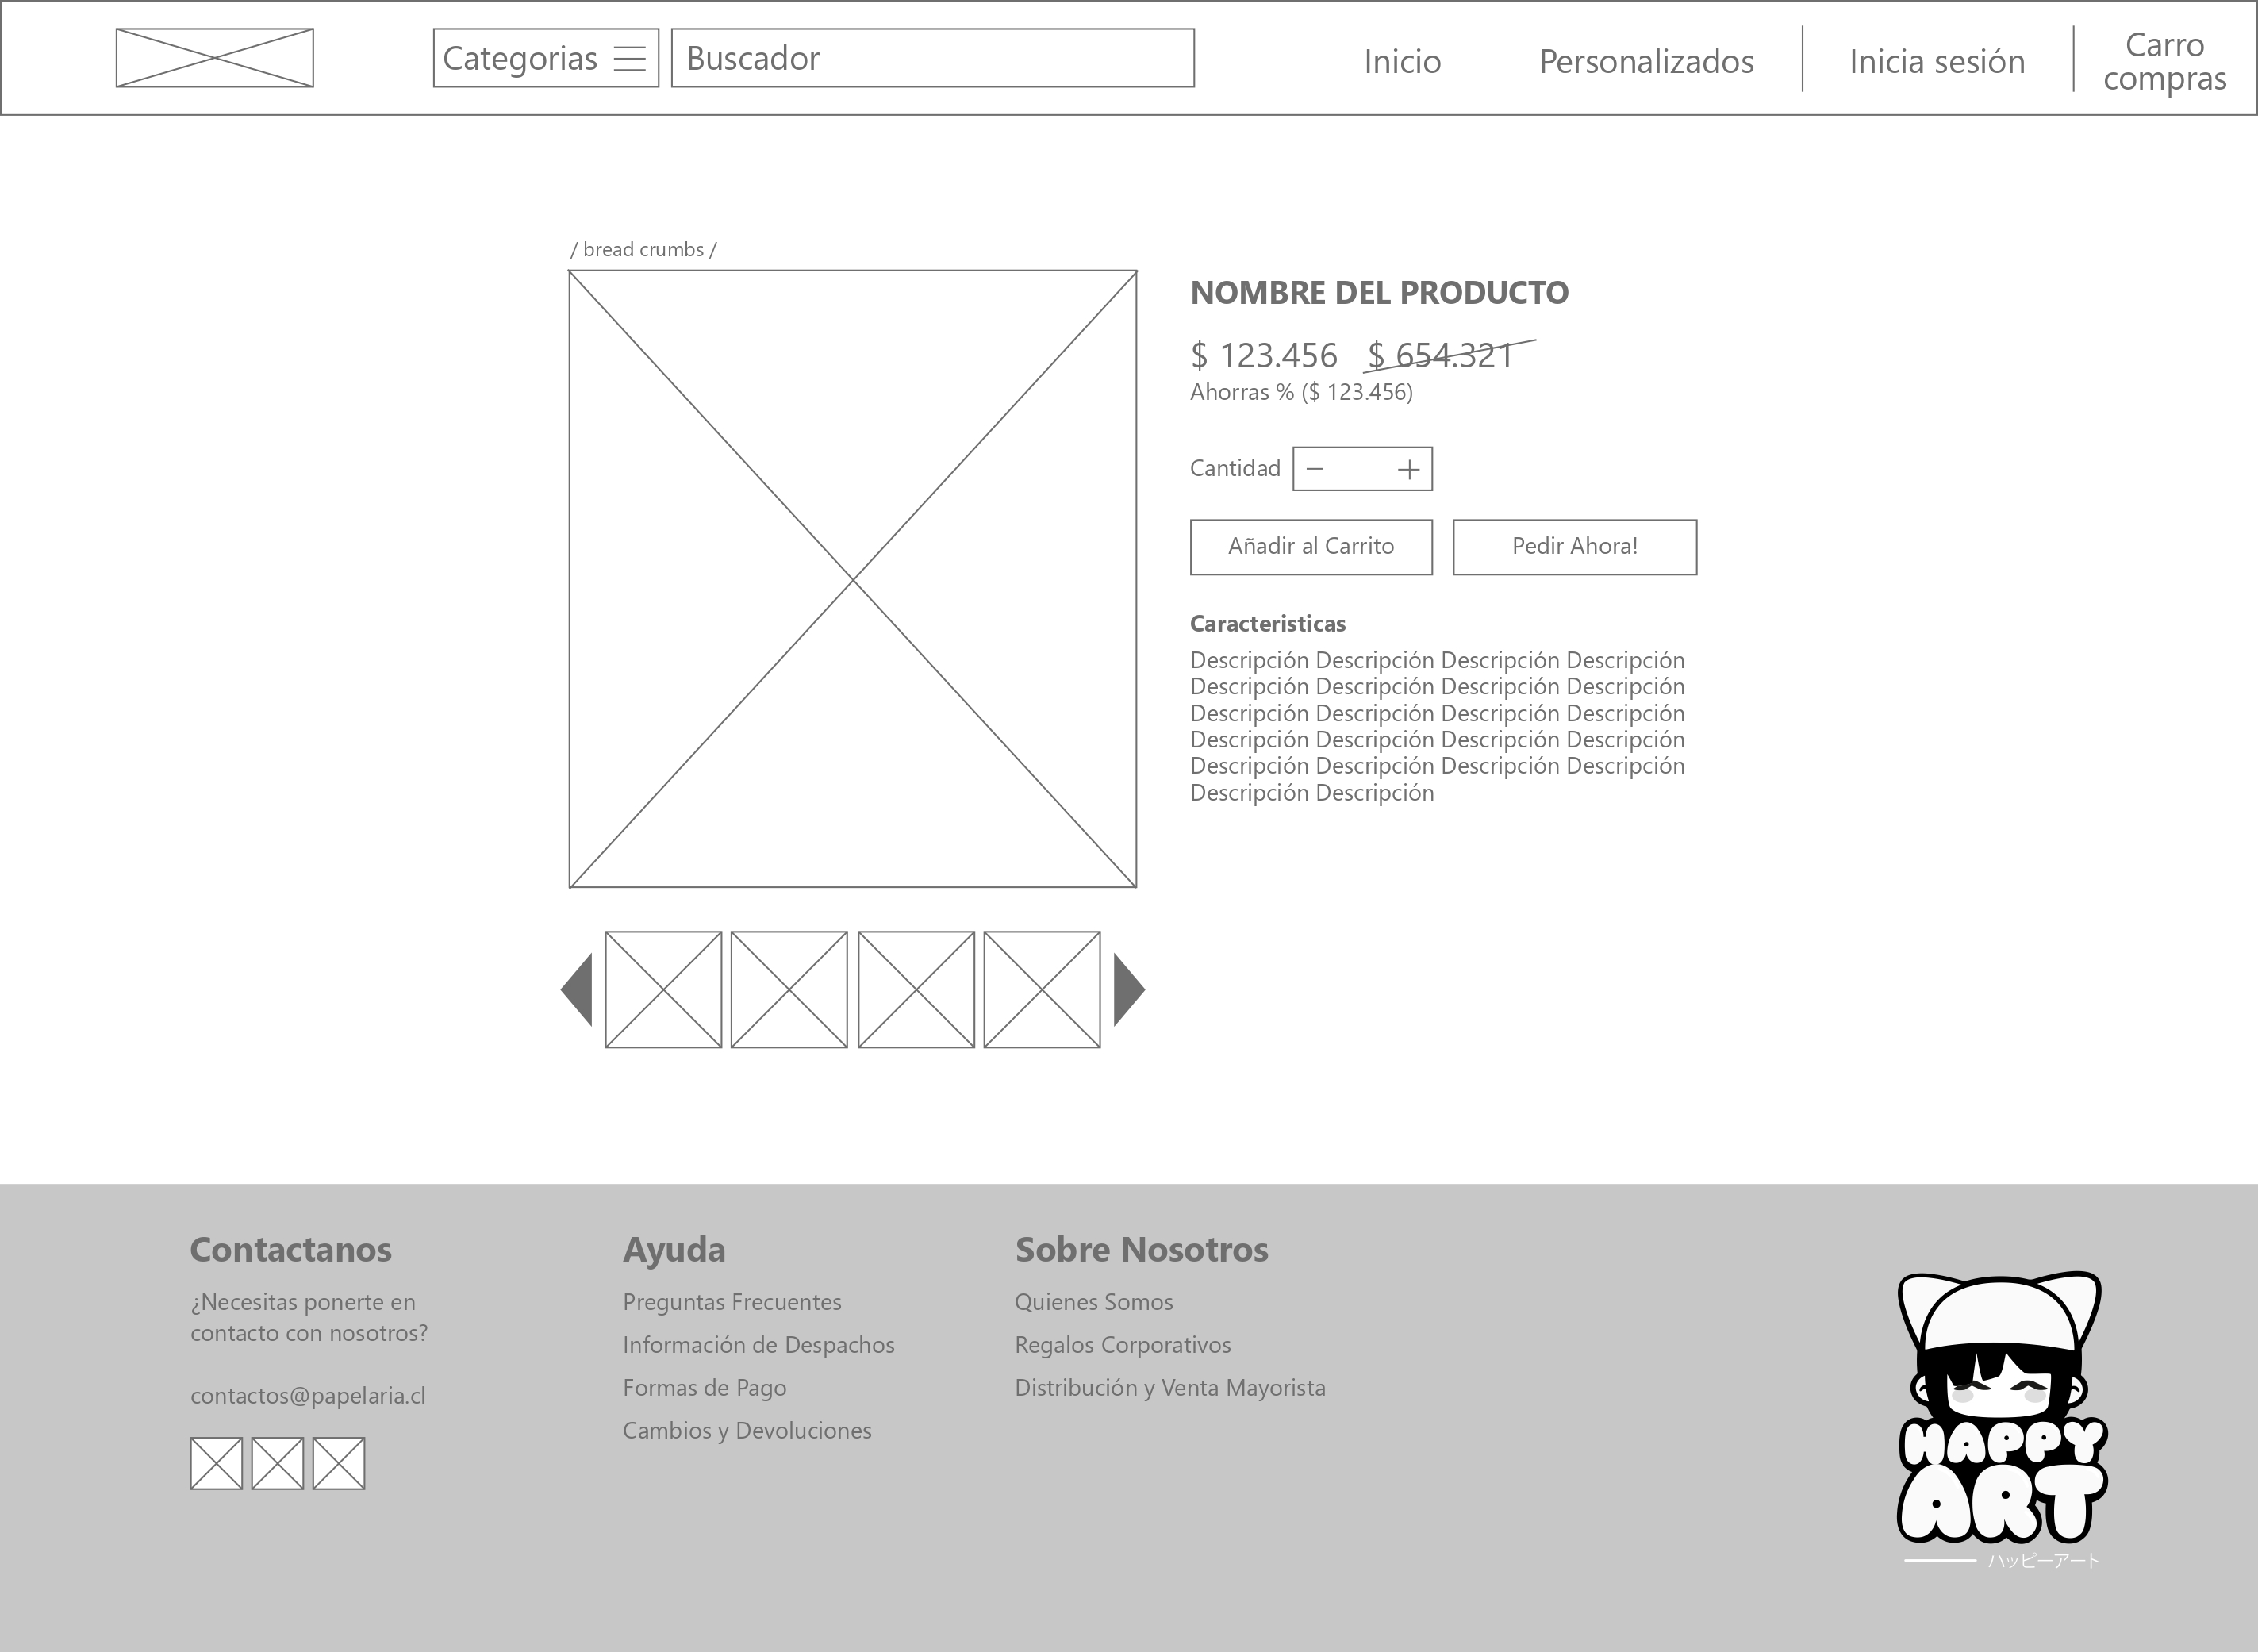 Categorias
Buscador
Inicio
Personalizados
Inicia sesión
Carro
compras
/ bread crumbs /
NOMBRE DEL PRODUCTO
$ 123.456 $ 654.321
Ahorras % ($ 123.456)
Cantidad − +
Añadir al Carrito
Pedir Ahora!
Caracteristicas
Descripción Descripción Descripción Descripción
Descripción Descripción Descripción Descripción
Descripción Descripción Descripción Descripción
Descripción Descripción Descripción Descripción
Descripción Descripción Descripción Descripción
Descripción Descripción
Contactanos
¿Necesitas ponerte en
contacto con nosotros?
contactos@papelaria.cl
Ayuda
Preguntas Frecuentes
Información de Despachos
Formas de Pago
Cambios y Devoluciones
Sobre Nosotros
Quienes Somos
Regalos Corporativos
Distribución y Venta Mayorista
HAPPY
ART
ハッピーアート